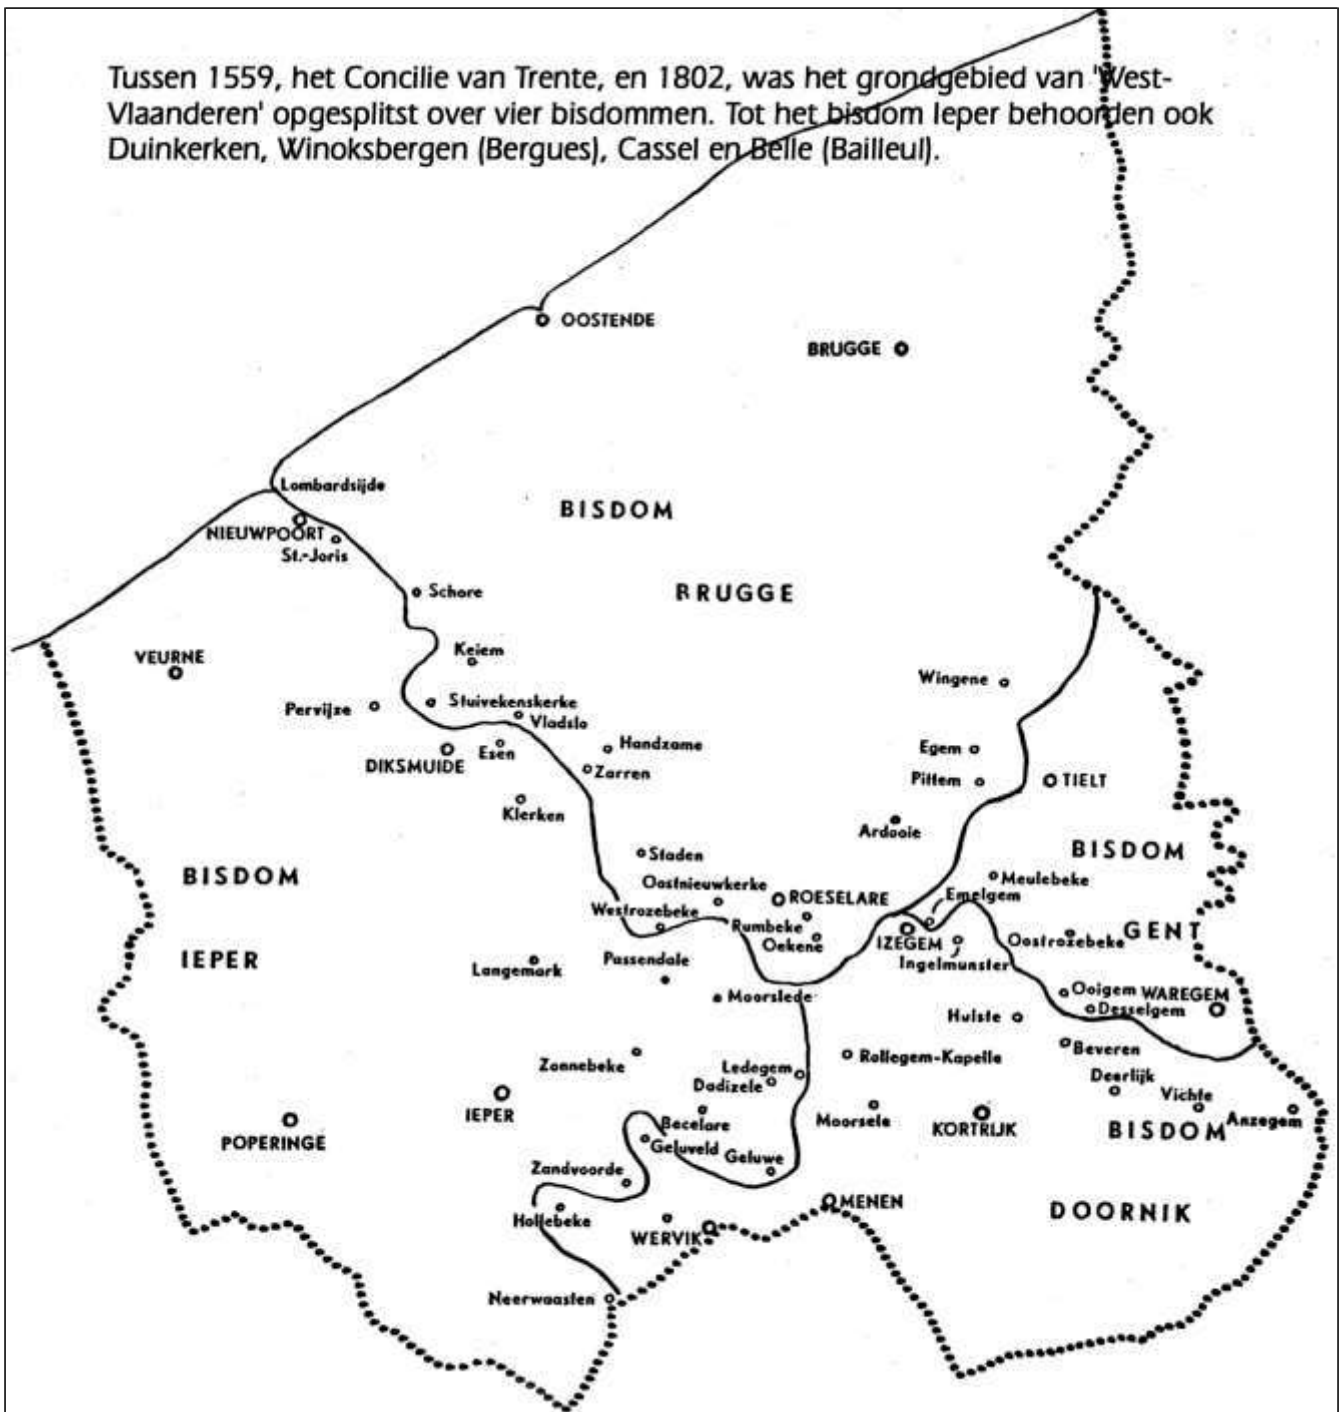 Tussen 1559, het Concilie van Trente, en 1802, was het grondgebied van 'West-
Vlaanderen' opgesplitst over vier bisdommen. Tot het bisdom Ieper behoorden ook
Duinkerken, Winoksbergen (Bergues), Cassel en Belle (Bailleul).
OOSTENDE
BRUGGE
Lombardsijde
BISDOM
NIEUWPOORT
St.-Joris
Schore
BRUGGE
Keiem
VEURNE
Wingene
Pervijze
Stuivekenskerke
Vladslo
Handzame
Egem
Esen
DIKSMUIDE
Zarren
Pittem
TIELT
Klerken
Ardooie
Staden
BISDOM
BISDOM
Oostnieuwkerke
ROESELARE
Meulebeke
Emelgem
Westrozebeke
Rumbeke
Oekene
IZEGEM
Oostrozebeke
GENT
IEPER
Passendale
Ingelmunster
Langemark
Moorslede
Ooigem
WAREGEM
Desselgem
Hulste
Zonnebeke
Rollegem-Kapelle
Beveren
Ledegem
Dadizele
Deerlijk
Vichte
IEPER
Becelare
Moorsele
KORTRIJK
Anzegem
POPERINGE
BISDOM
Geluveld
Geluwe
Zandvoorde
MENEN
DOORNIK
Hollebeke
WERVIK
Neerwaasten